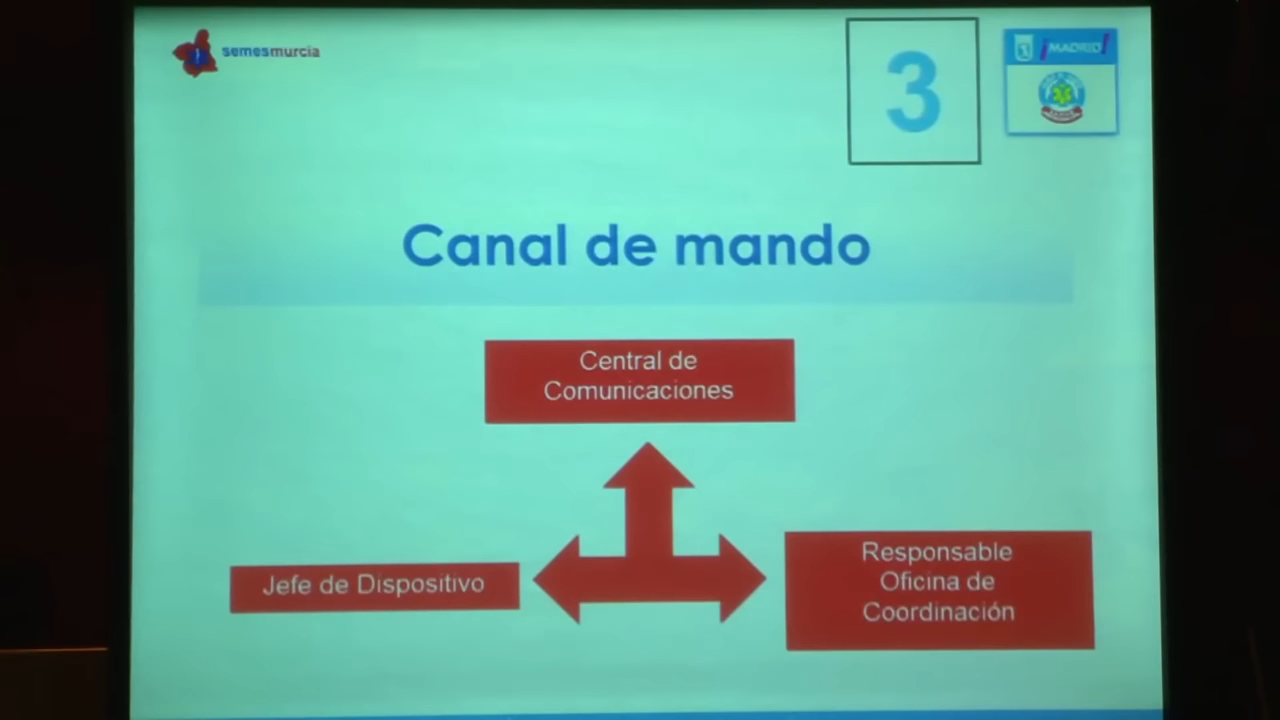 semesmurcia
3
¡MADRID!
Canal de mando
Central de
Comunicaciones
Jefe de Dispositivo
Responsable
Oficina de
Coordinación